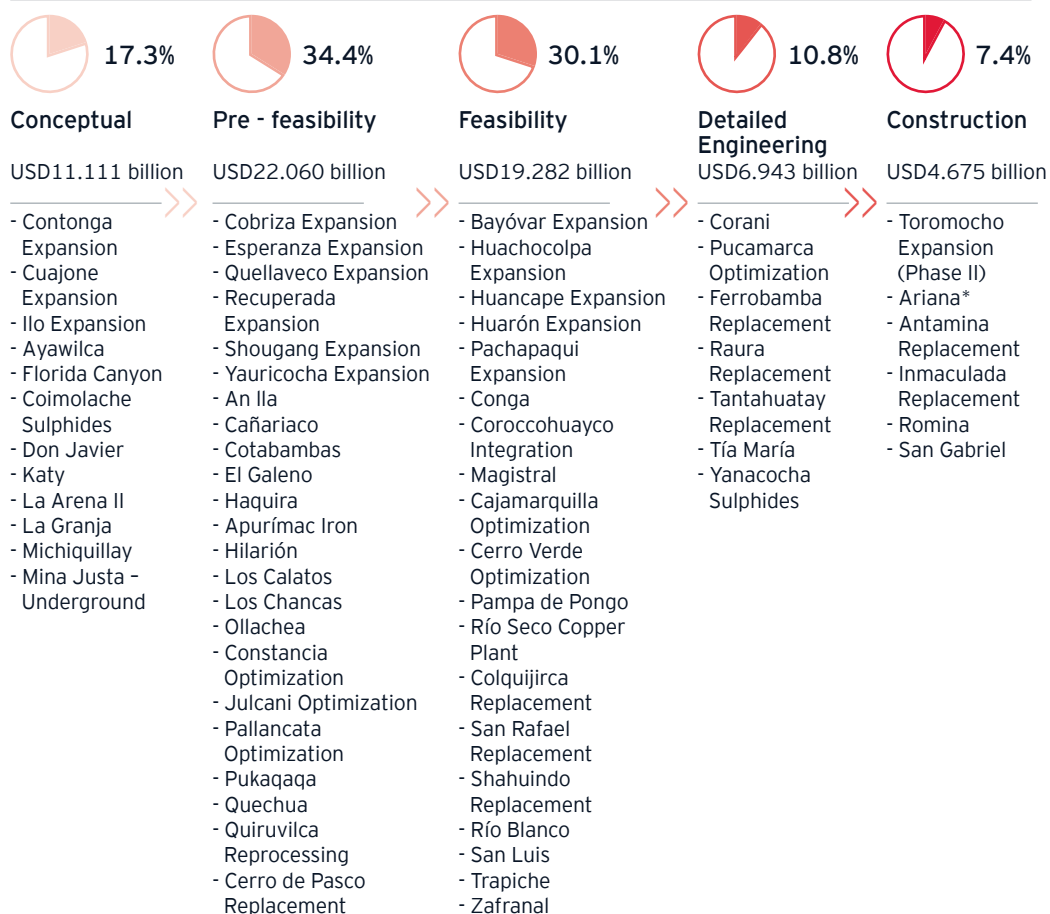 17.3%
Conceptual
USD11.111 billion
- Contonga
Expansion
- Cuajone
Expansion
- Ilo Expansion
- Ayawilca
- Florida Canyon
- Coimolache
Sulphides
- Don Javier
- Katy
- La Arena II
- La Granja
- Michiquillay
- Mina Justa –
Underground
34.4%
Pre - feasibility
USD22.060 billion
- Cobriza Expansion
- Esperanza Expansion
- Quellaveco Expansion
- Recuperada
Expansion
- Shougang Expansion
- Yauricocha Expansion
- An Ila
- Cañariaco
- Cotabambas
- El Galeno
- Haquira
- Apurímac Iron
- Hilarión
- Los Calatos
- Los Chancas
- Ollachea
- Constancia
Optimization
- Julcani Optimization
- Pallancata
Optimization
- Pukaqaqa
- Quechua
- Quiruvilca
Reprocessing
- Cerro de Pasco
Replacement
30.1%
Feasibility
USD19.282 billion
- Bayóvar Expansion
- Huachocolpa
Expansion
- Huancape Expansion
- Huarón Expansion
- Pachapaqui
Expansion
- Conga
- Coroccohuayco
Integration
- Magistral
- Cajamarquilla
Optimization
- Cerro Verde
Optimization
- Pampa de Pongo
- Río Seco Copper
Plant
- Colquijirca
Replacement
- San Rafael
Replacement
- Shahuindo
Replacement
- Río Blanco
- San Luis
- Trapiche
- Zafranal
10.8%
Detailed
Engineering
USD6.943 billion
- Corani
- Pucamarca
Optimization
- Ferrobamba
Replacement
- Raura
Replacement
- Tantahuatay
Replacement
- Tía María
- Yanacocha
Sulphides
7.4%
Construction
USD4.675 billion
- Toromocho
Expansion
(Phase II)
- Ariana*
- Antamina
Replacement
- Inmaculada
Replacement
- Romina
- San Gabriel